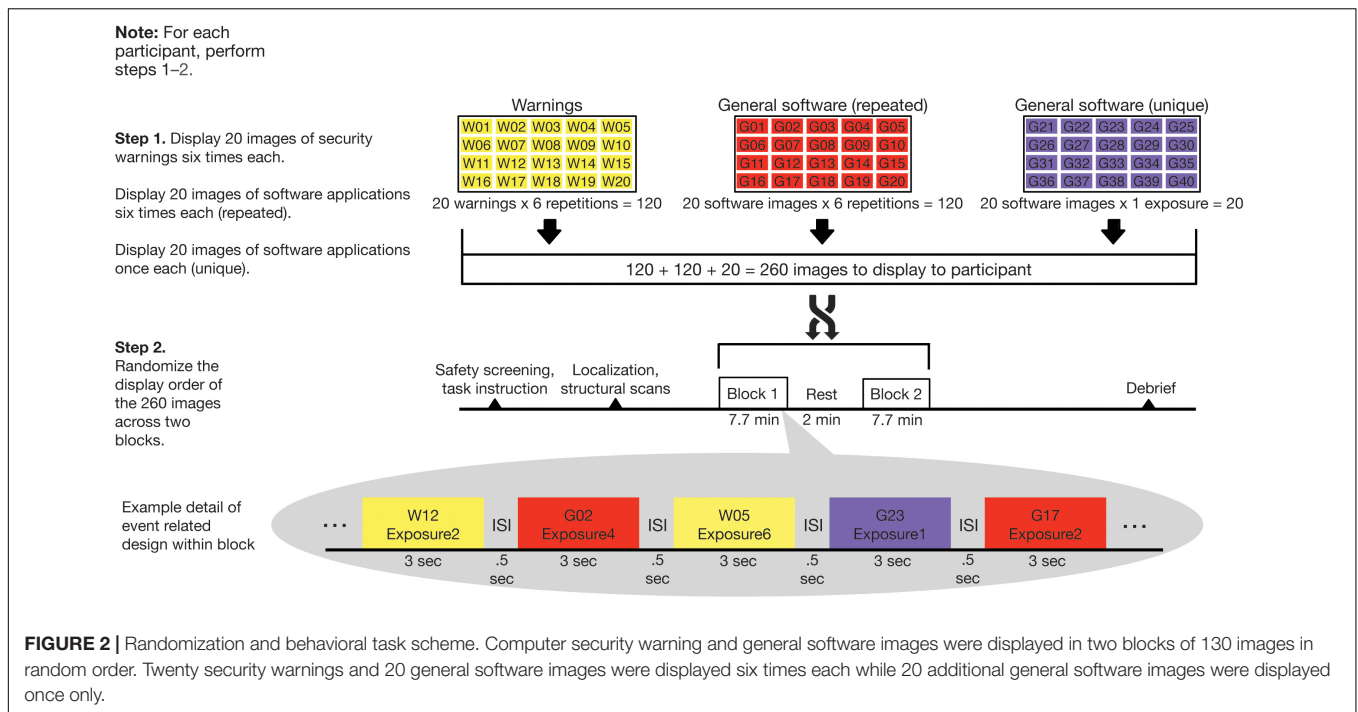 Note: For each
participant, perform
steps 1–2.
Warnings
General software (repeated)
General software (unique)
Step 1. Display 20 images of security
warnings six times each.
Display 20 images of software applications
six times each (repeated).
Display 20 images of software applications
once each (unique).
W01 W02 W03 W04 W05
W06 W07 W08 W09 W10
W11 W12 W13 W14 W15
W16 W17 W18 W19 W20
20 warnings x 6 repetitions = 120
G01 G02 G03 G04 G05
G06 G07 G08 G09 G10
G11 G12 G13 G14 G15
G16 G17 G18 G19 G20
20 software images x 6 repetitions = 120
G21 G22 G23 G24 G25
G26 G27 G28 G29 G30
G31 G32 G33 G34 G35
G36 G37 G38 G39 G40
20 software images x 1 exposure = 20
120 + 120 + 20 = 260 images to display to participant
Step 2.
Randomize the
display order of
the 260 images
across two
blocks.
Safety screening,
task instruction
Localization,
structural scans
Block 1
7.7 min
Rest
2 min
Block 2
7.7 min
Debrief
Example detail of
event related
design within block
...
W12
Exposure2
3 sec
ISI
.5
sec
G02
Exposure4
3 sec
ISI
.5
sec
W05
Exposure6
3 sec
ISI
.5
sec
G23
Exposure1
3 sec
ISI
.5
sec
G17
Exposure2
3 sec
...
FIGURE 2 | Randomization and behavioral task scheme. Computer security warning and general software images were displayed in two blocks of 130 images in
random order. Twenty security warnings and 20 general software images were displayed six times each while 20 additional general software images were displayed
once only.